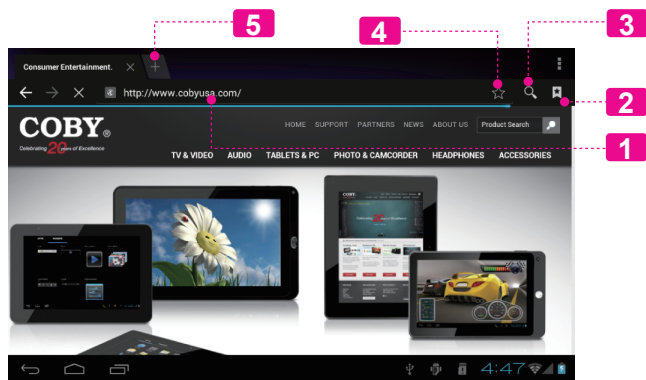 5
4
3
Consumer Entertainment.
http://www.cobyusa.com/
2
COBY®
Celebrating 20 years of Excellence
HOME SUPPORT PARTNERS NEWS ABOUT US Product Search
1
TV & VIDEO AUDIO TABLETS & PC PHOTO & CAMCORDER HEADPHONES ACCESSORIES
COBY.
4:47